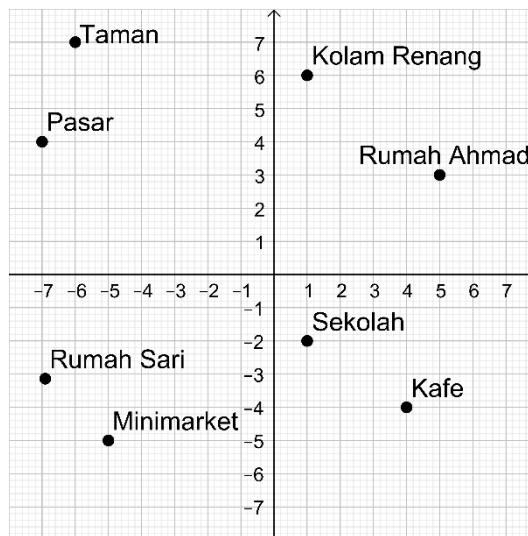 Taman
7
Kolam Renang
6
5
Pasar
4
Rumah Ahmad
3
2
1
−7 −6 −5 −4 −3 −2 −1 1 2 3 4 5 6 7
−1
Sekolah
−2
Rumah Sari
−3
Kafe
−4
Minimarket
−5
−6
−7